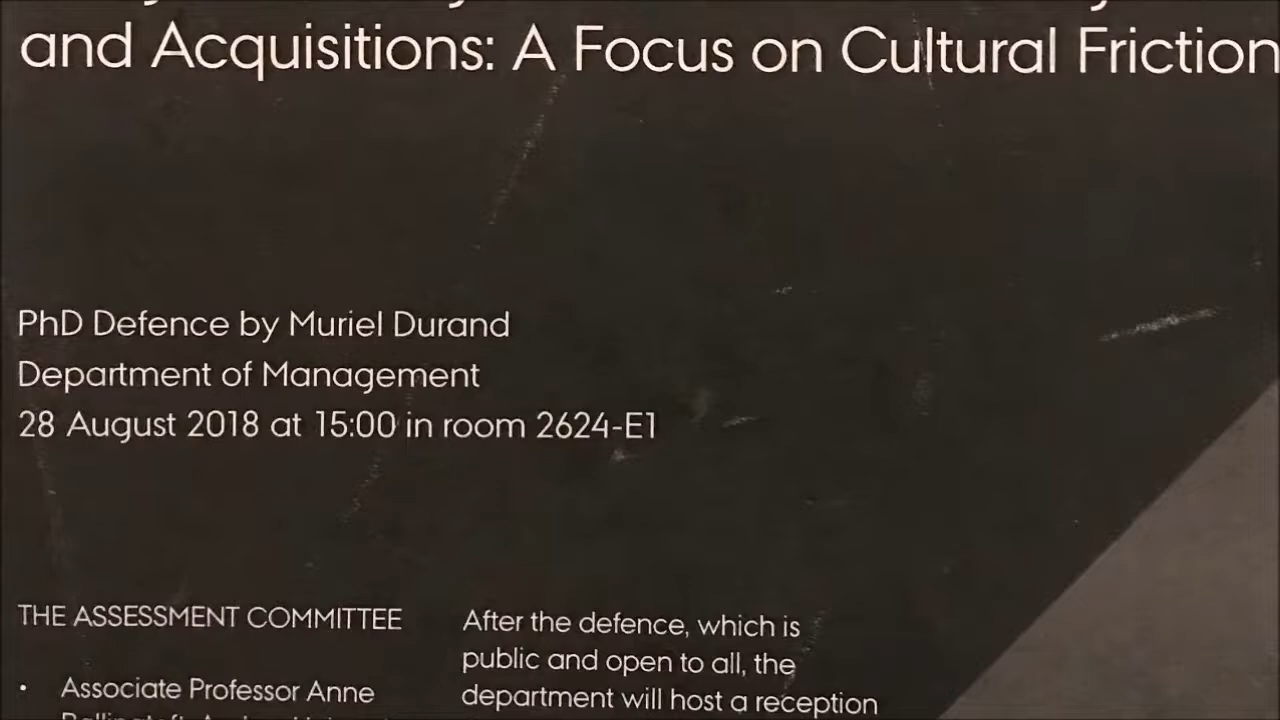 and Acquisitions: A Focus on Cultural Friction
PhD Defence by Muriel Durand
Department of Management
28 August 2018 at 15:00 in room 2624-E1
THE ASSESSMENT COMMITTEE
• Associate Professor Anne
After the defence, which is
public and open to all, the
department will host a reception